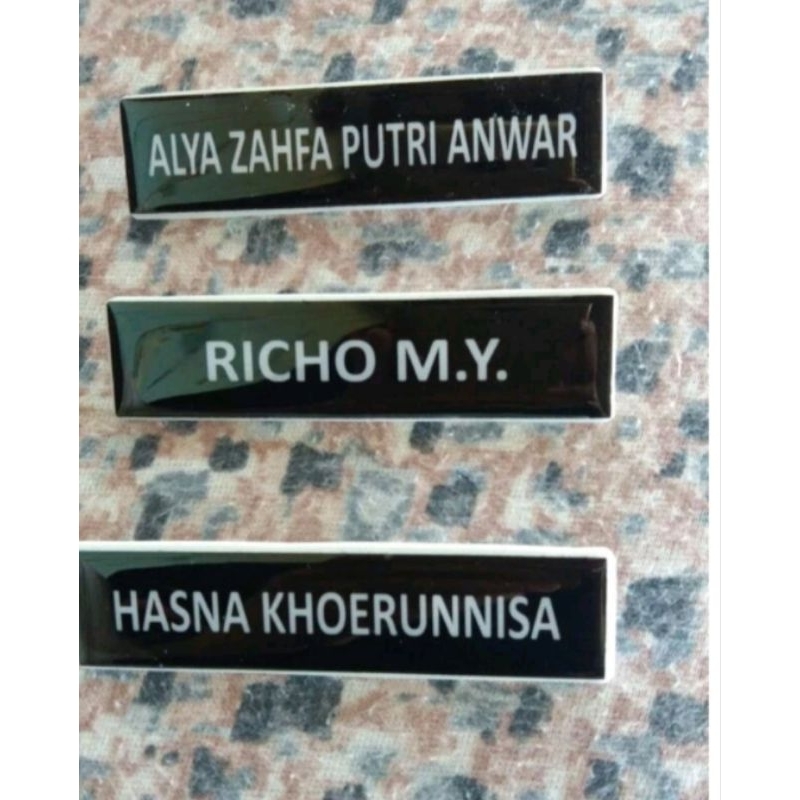 ALYA ZAHFA PUTRI ANWAR
RICHO M.Y.
HASNA KHOERUNNISA